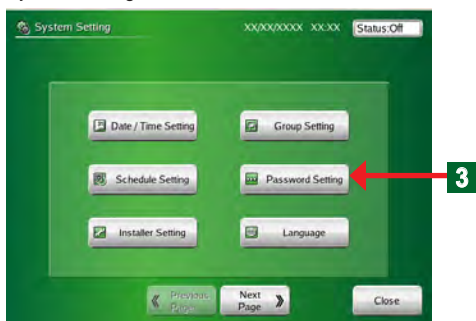 System Setting XX/XX/XXXX XX:XX Status:Off
Date / Time Setting Group Setting
Schedule Setting Password Setting 3
Installer Setting Language
Previous Page Next Page Close